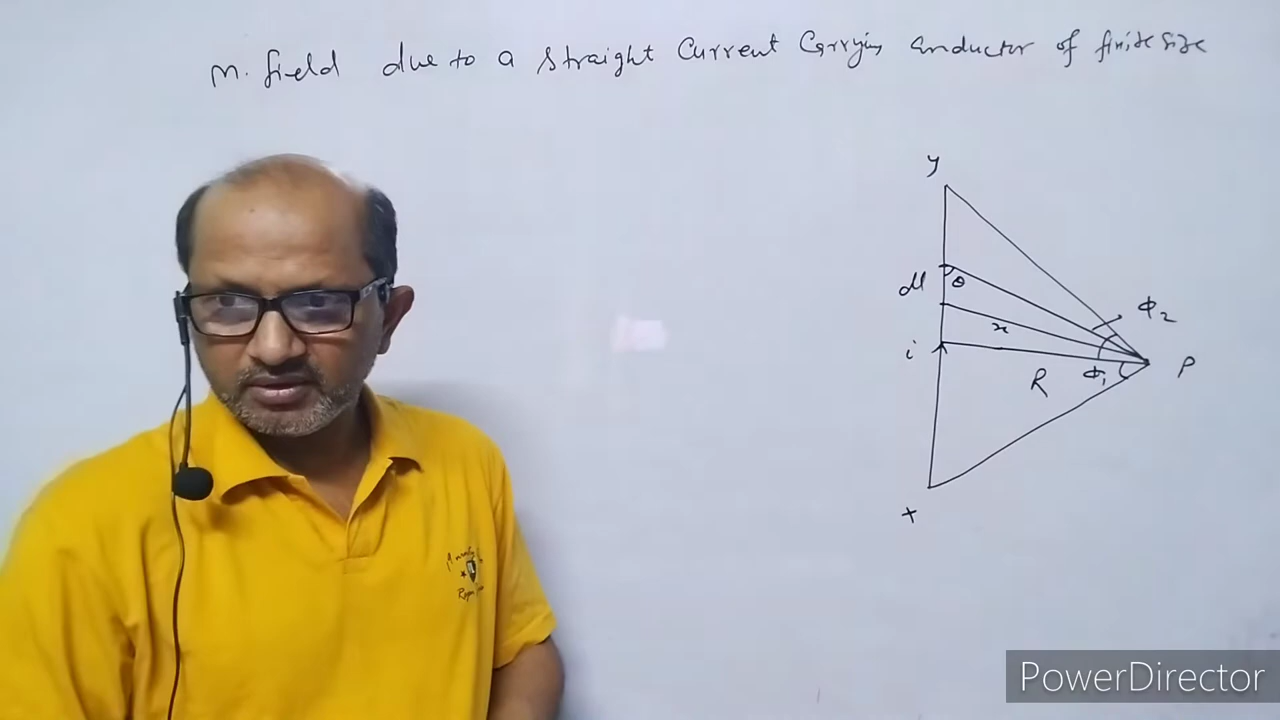 M. field due to a straight Current Carrying Conductor of finite size
y
dl
θ
ϕ2
x
i
R
ϕ1
P
x
PowerDirector